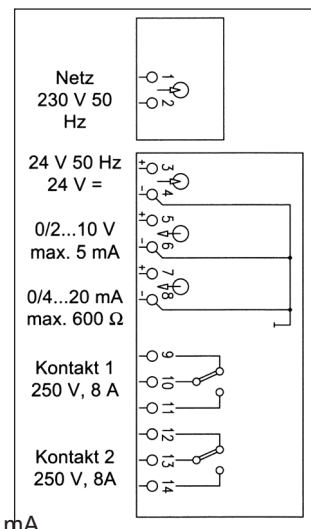 Netz
230 V 50
Hz
1
2
24 V 50 Hz
24 V =
+ 3
- 4
0/2...10 V
max. 5 mA
+ 5
- 6
0/4...20 mA
max. 600 Ω
+ 7
- 8
Kontakt 1
250 V, 8 A
9
10
11
Kontakt 2
250 V, 8A
12
13
14
mA